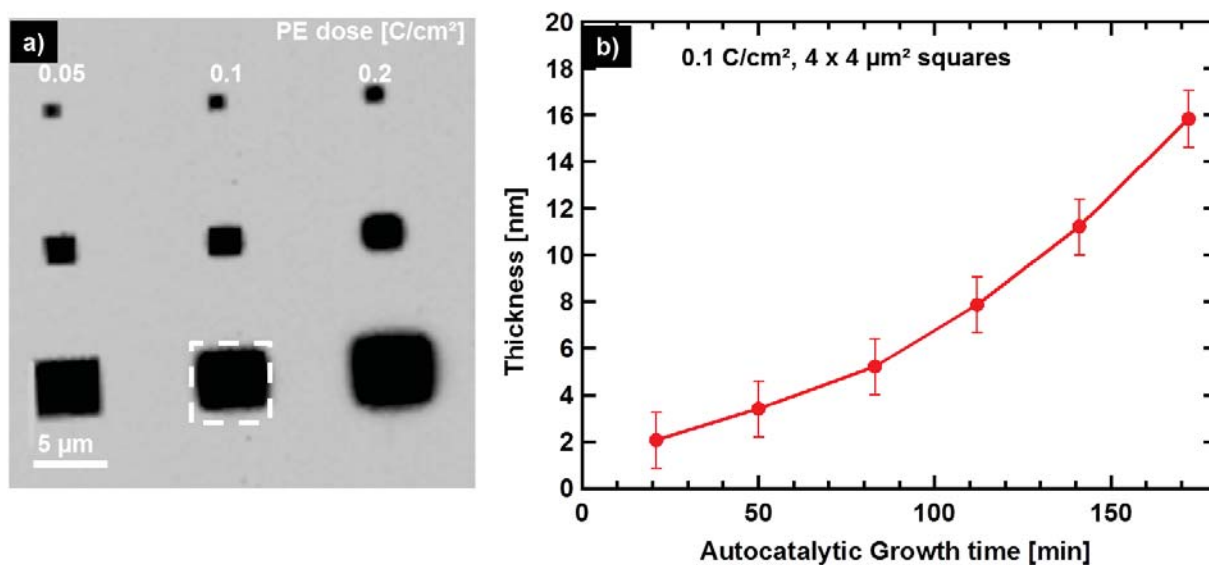 a)
PE dose [C/cm²]
0.05 0.1 0.2
5 µm
b)
0.1 C/cm², 4 x 4 µm² squares
Thickness [nm]
20
18
16
14
12
10
8
6
4
2
0
0 50 100 150
Autocatalytic Growth time [min]